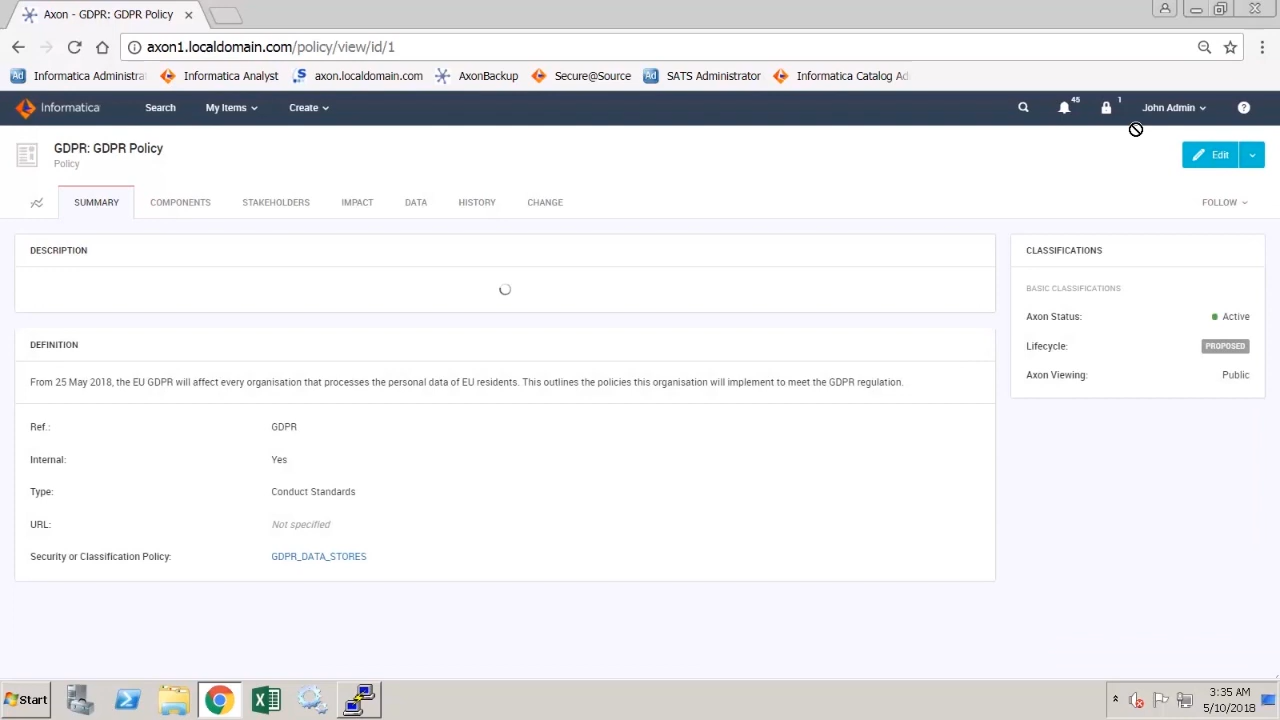 Axon - GDPR: GDPR Policy
axon1.localdomain.com/policy/view/id/1
Informatica Administra
Informatica Analyst
axon.localdomain.com
AxonBackup
Secure@Source
SATS Administrator
Informatica Catalog Ad
Informatica
Search
My Items
Create
45
1
John Admin
GDPR: GDPR Policy
Policy
Edit
SUMMARY
COMPONENTS
STAKEHOLDERS
IMPACT
DATA
HISTORY
CHANGE
FOLLOW
DESCRIPTION
DEFINITION
From 25 May 2018, the EU GDPR will affect every organisation that processes the personal data of EU residents. This outlines the policies this organisation will implement to meet the GDPR regulation.
Ref.: GDPR
Internal: Yes
Type: Conduct Standards
URL: Not specified
Security or Classification Policy: GDPR_DATA_STORES
CLASSIFICATIONS
BASIC CLASSIFICATIONS
Axon Status: Active
Lifecycle: PROPOSED
Axon Viewing: Public
Start
3:35 AM
5/10/2018